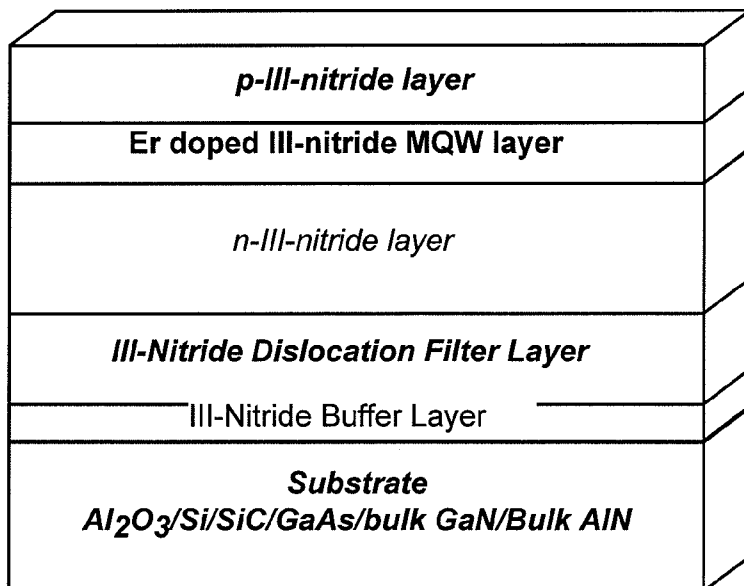 p-III-nitride layer
Er doped III-nitride MQW layer
n-III-nitride layer
III-Nitride Dislocation Filter Layer
III-Nitride Buffer Layer
Substrate
Al₂O₃/Si/SiC/GaAs/bulk GaN/Bulk AlN